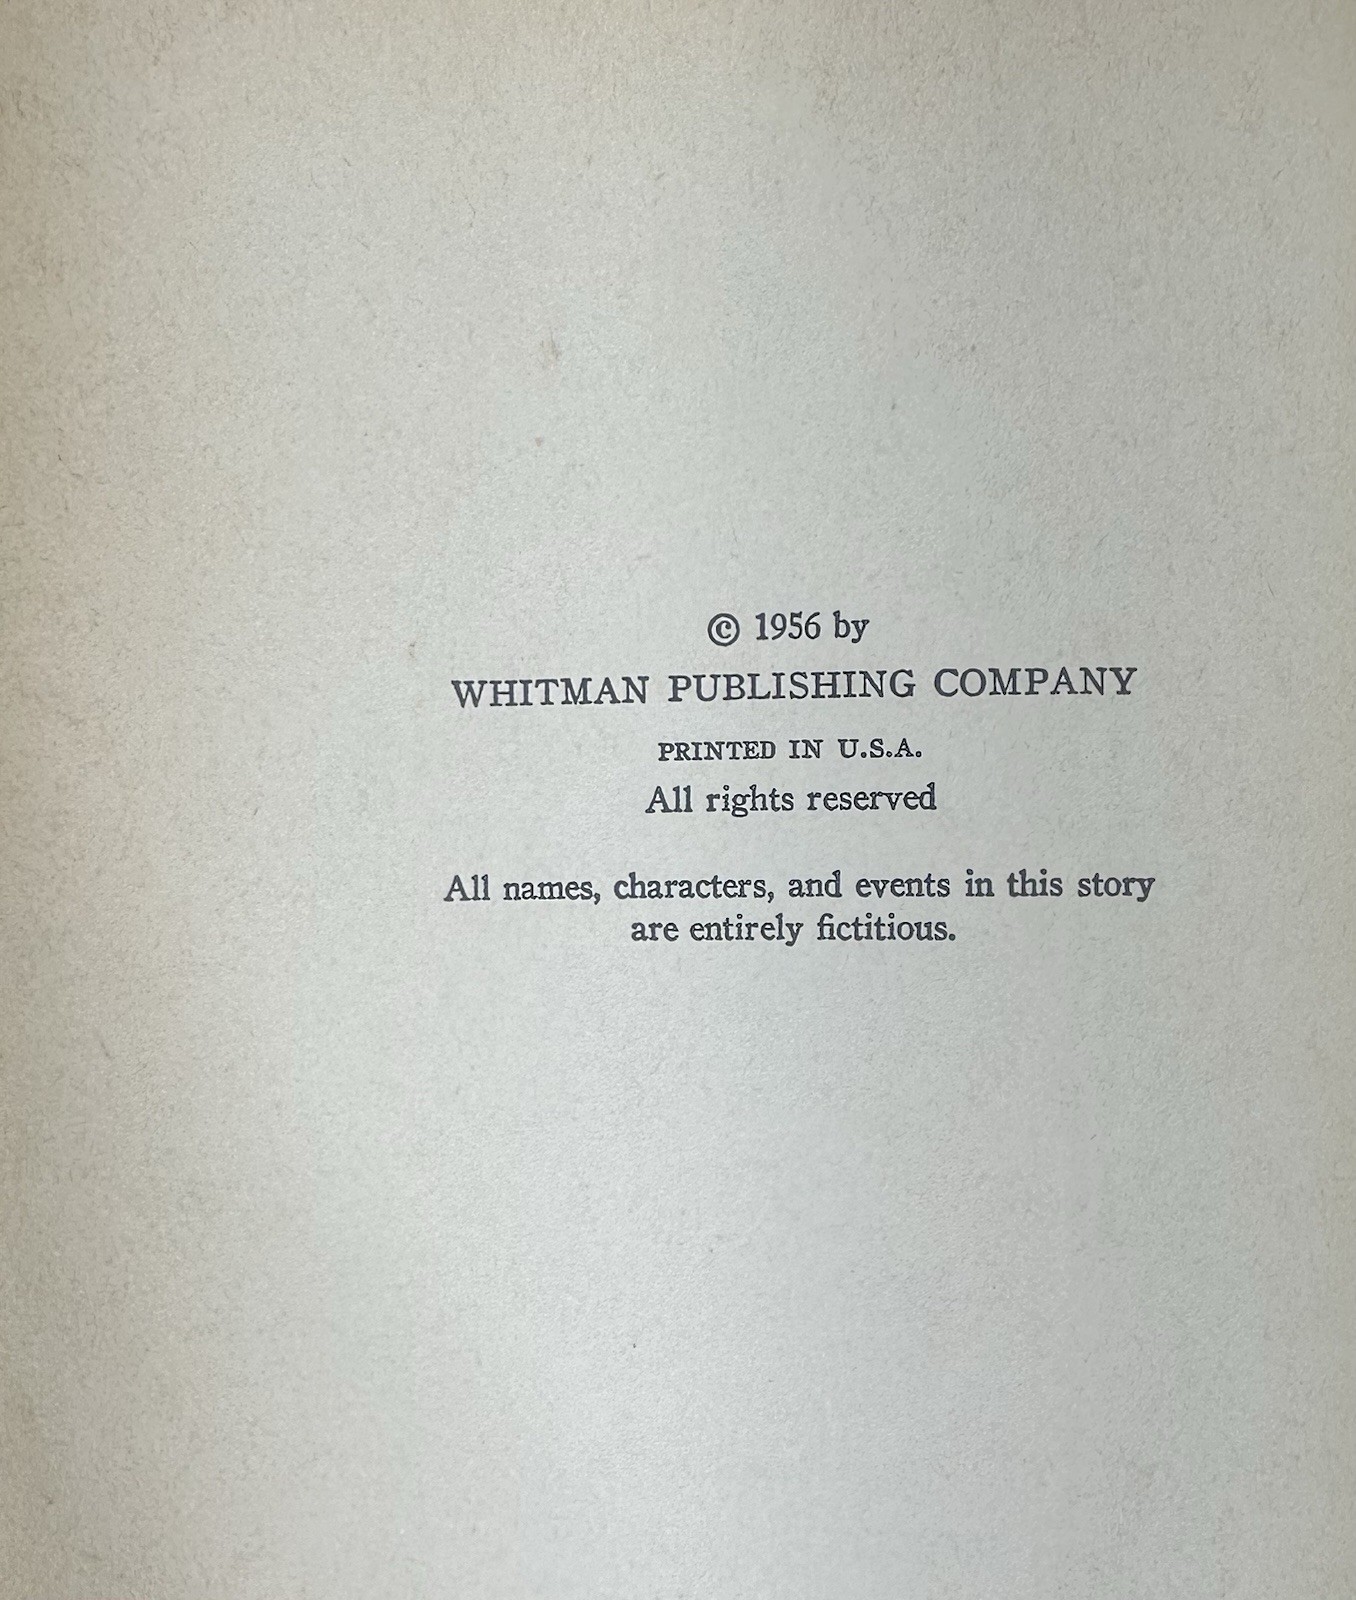 © 1956 by
WHITMAN PUBLISHING COMPANY
PRINTED IN U.S.A.
All rights reserved
All names, characters, and events in this story
are entirely fictitious.